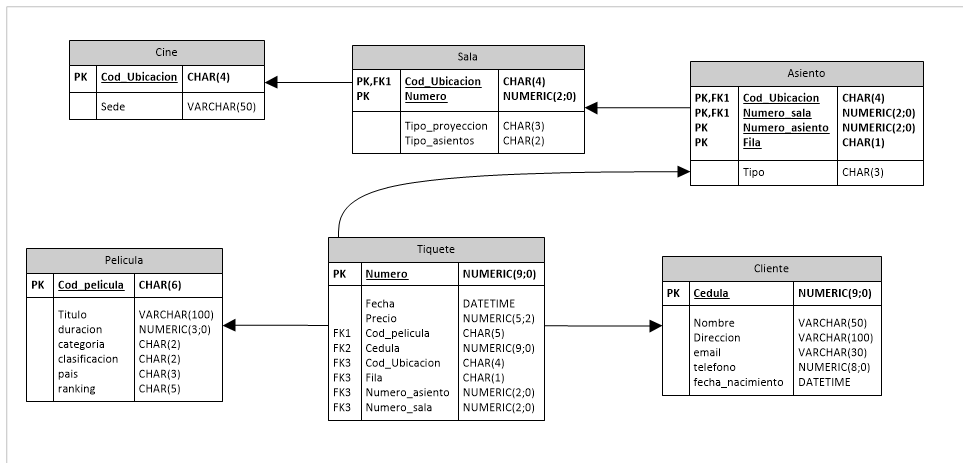 Cine
PK Cod_Ubicacion CHAR(4)
Sede VARCHAR(50)
Sala
PK,FK1 Cod_Ubicacion CHAR(4)
PK Numero NUMERIC(2;0)
Tipo_proyeccion CHAR(3)
Tipo_asientos CHAR(2)
Asiento
PK,FK1 Cod_Ubicacion CHAR(4)
PK,FK1 Numero_sala NUMERIC(2;0)
PK Numero_asiento NUMERIC(2;0)
PK Fila CHAR(1)
Tipo CHAR(3)
Pelicula
PK Cod_pelicula CHAR(6)
Titulo VARCHAR(100)
duracion NUMERIC(3;0)
categoria CHAR(2)
clasificacion CHAR(2)
pais CHAR(3)
ranking CHAR(5)
Tiquete
PK Numero NUMERIC(9;0)
Fecha DATETIME
Precio NUMERIC(5;2)
FK1 Cod_pelicula CHAR(5)
FK2 Cedula NUMERIC(9;0)
FK3 Cod_Ubicacion CHAR(4)
FK3 Fila CHAR(1)
FK3 Numero_asiento NUMERIC(2;0)
FK3 Numero_sala NUMERIC(2;0)
Cliente
PK Cedula NUMERIC(9;0)
Nombre VARCHAR(50)
Direccion VARCHAR(100)
email VARCHAR(30)
telefono NUMERIC(8;0)
fecha_nacimiento DATETIME